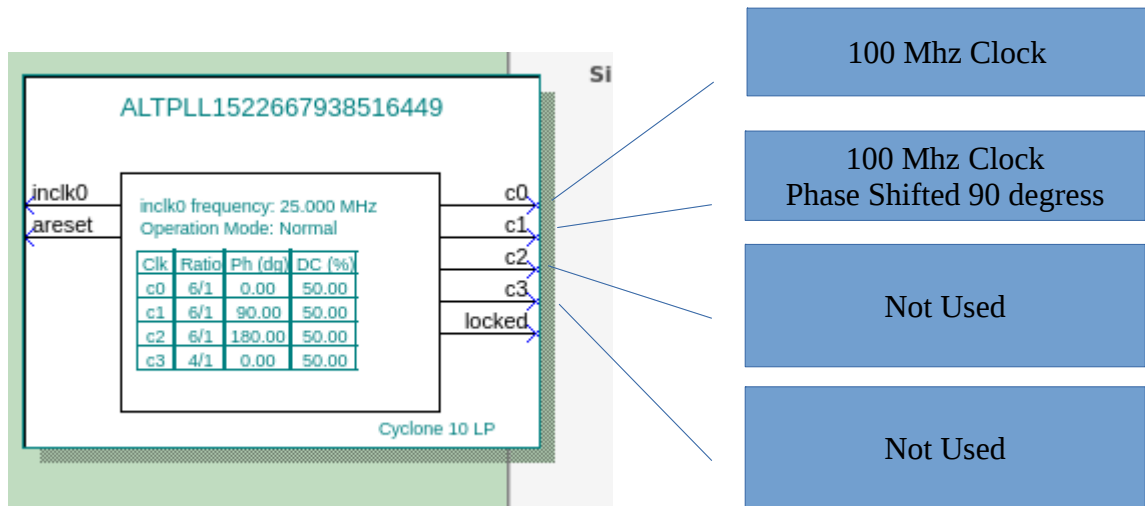 Si
ALTPLL1522667938516449
inclk0
areset
inclk0 frequency: 25.000 MHz
Operation Mode: Normal
Clk Ratio Ph (dg) DC (%)
c0 6/1 0.00 50.00
c1 6/1 90.00 50.00
c2 6/1 180.00 50.00
c3 4/1 0.00 50.00
c0
c1
c2
c3
locked
Cyclone 10 LP
100 Mhz Clock
100 Mhz Clock
Phase Shifted 90 degress
Not Used
Not Used